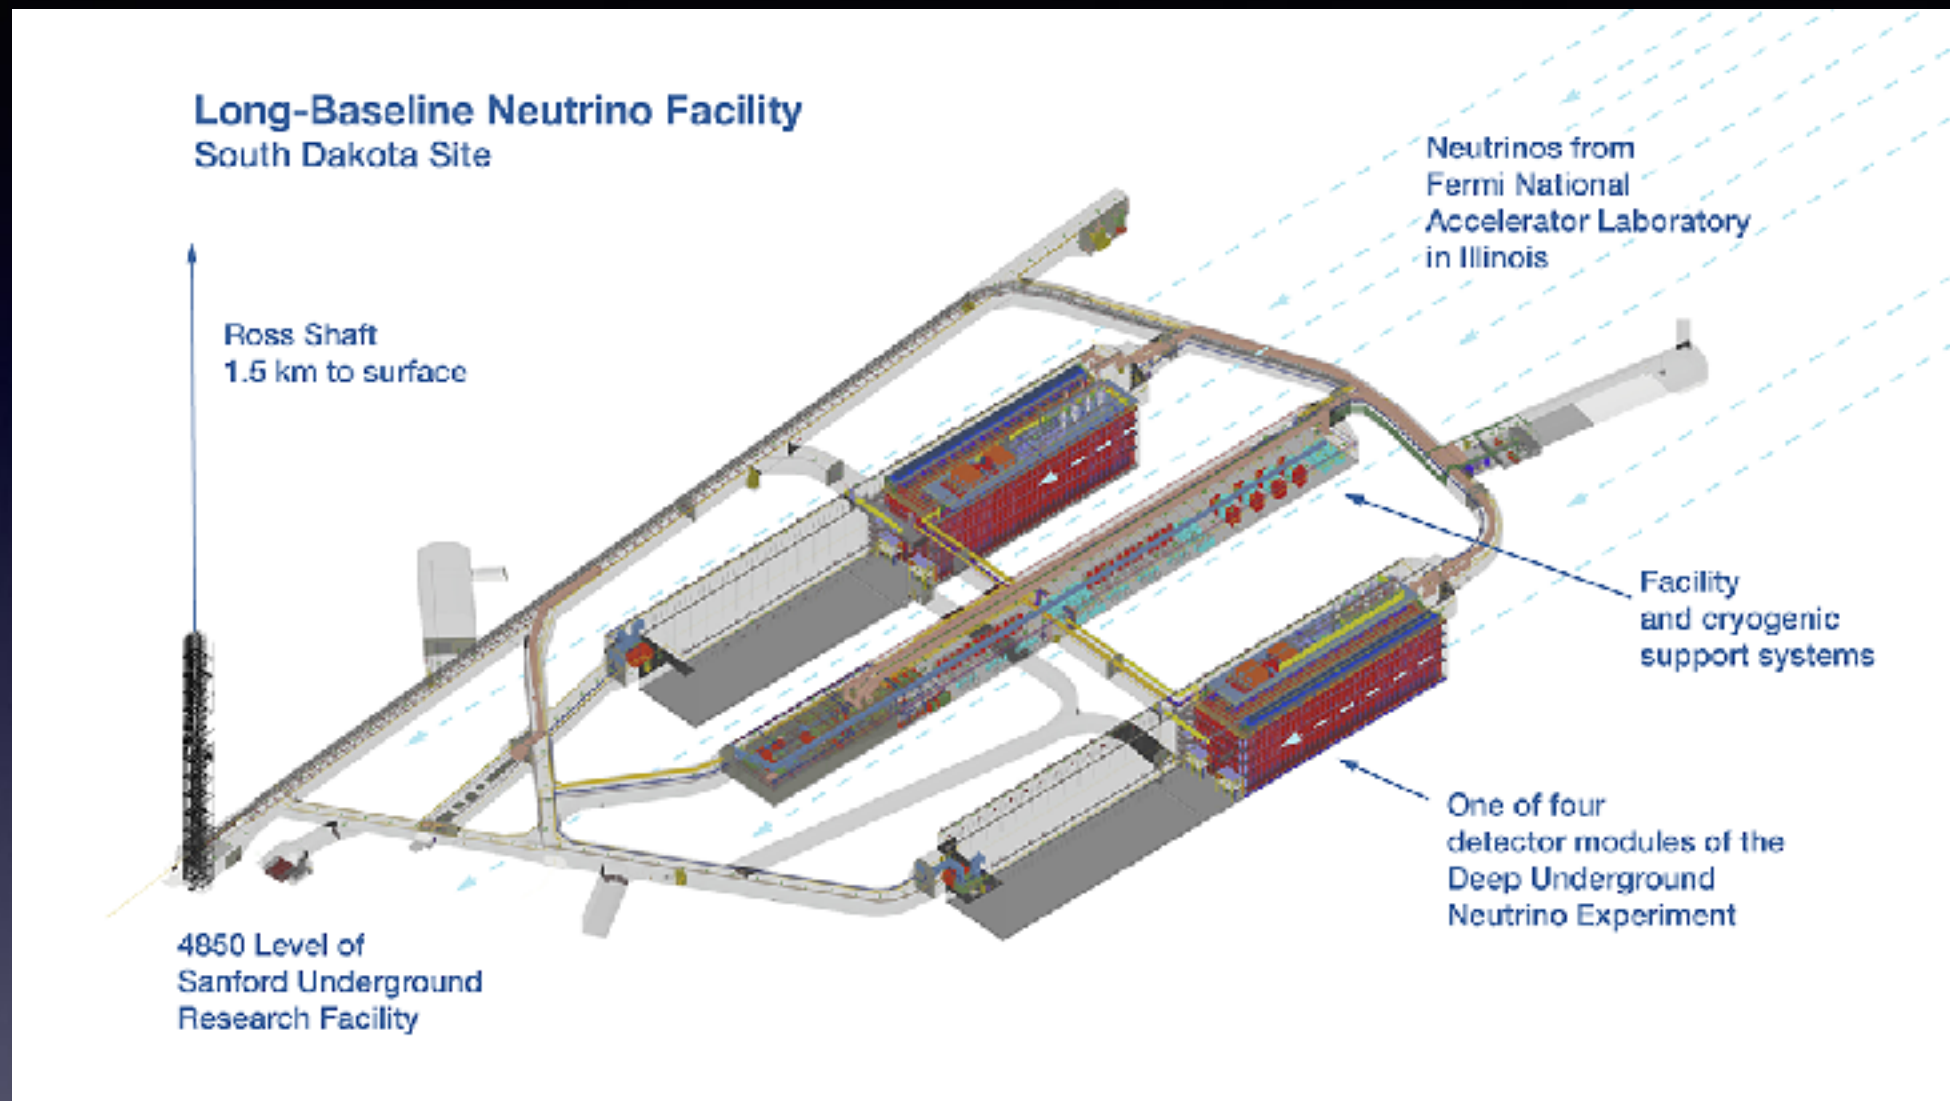 Long-Baseline Neutrino Facility
South Dakota Site
Neutrinos from
Fermi National
Accelerator Laboratory
in Illinois
Ross Shaft
1.5 km to surface
Facility
and cryogenic
support systems
One of four
detector modules of the
Deep Underground
Neutrino Experiment
4850 Level of
Sanford Underground
Research Facility